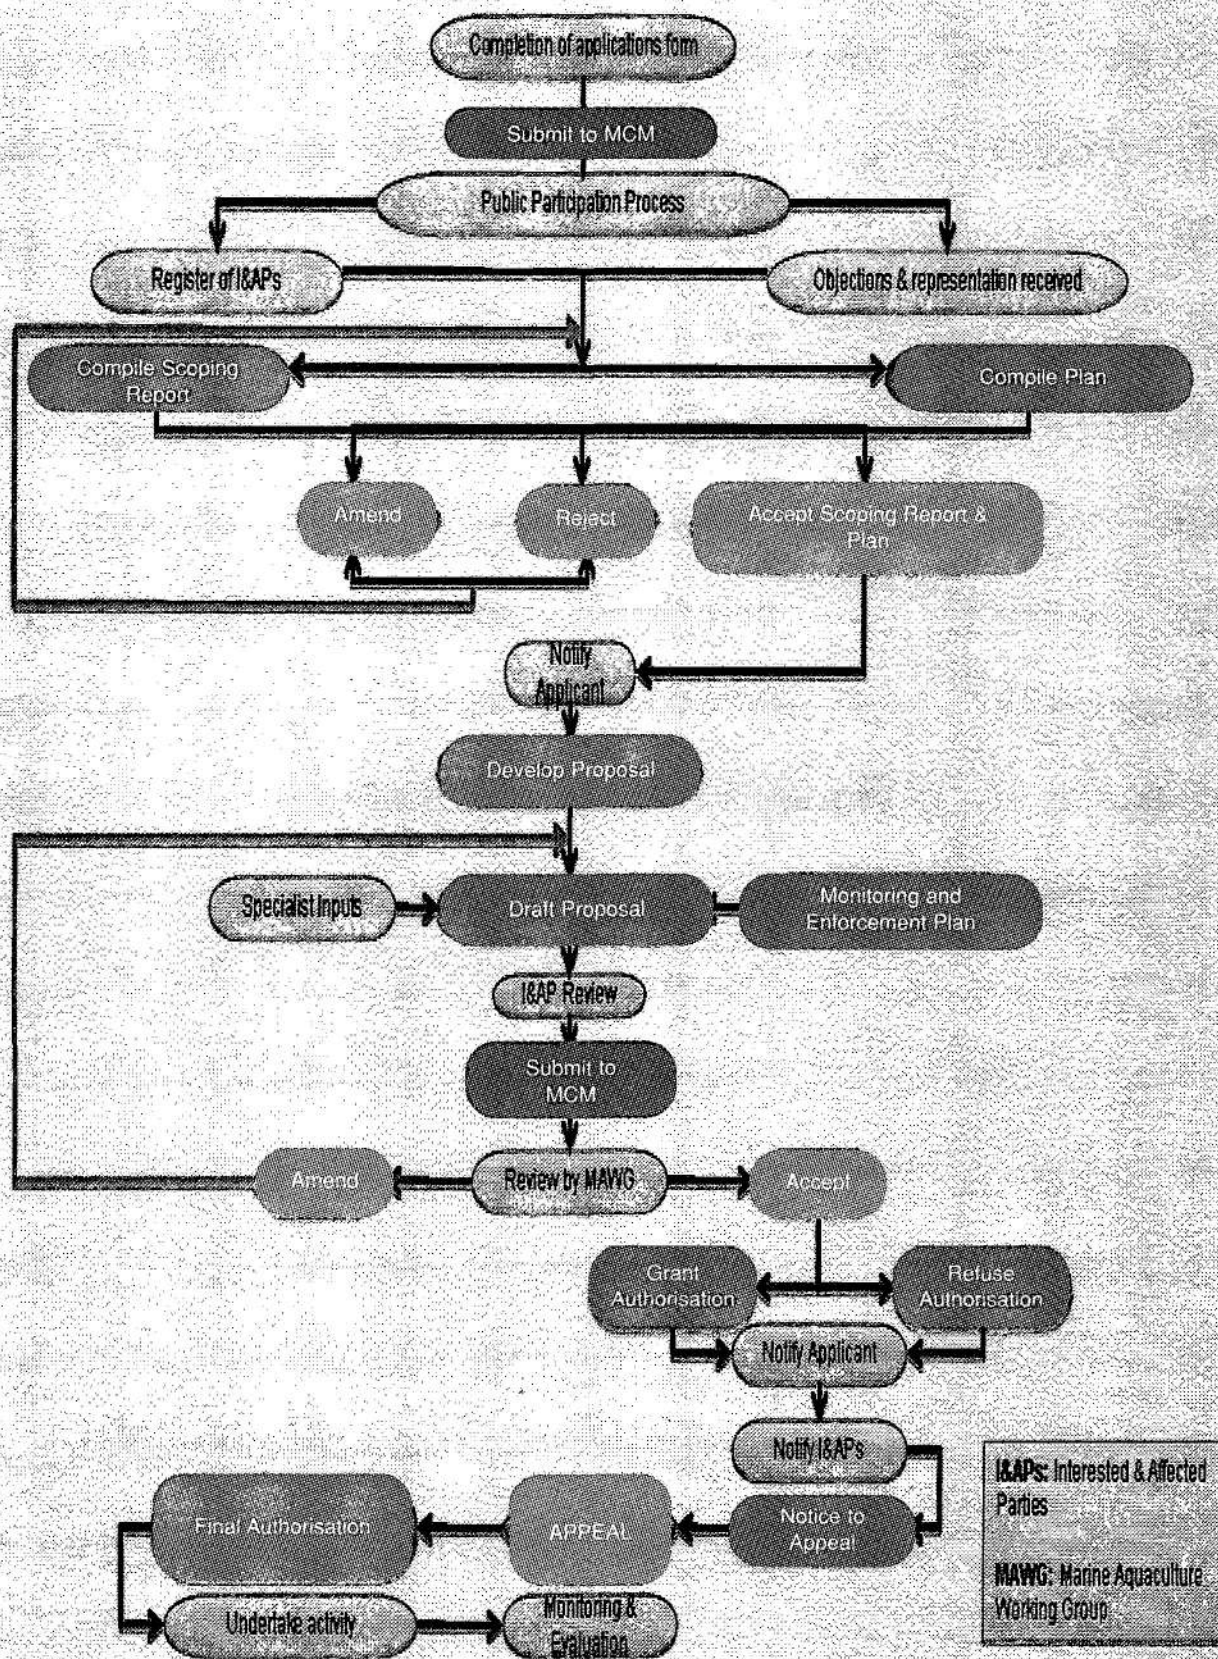 Completion of applications form
Submit to MCM
Public Participation Process
Register of I&APs
Objections & representation received
Compile Scoping
Report
Compile Plan
Amend
Reject
Accept Scoping Report &
Plan
Notify
Applicant
Develop Proposal
Specialist Inputs
Draft Proposal
Monitoring and
Enforcement Plan
I&AP Review
Submit to
MCM
Amend
Review by MAWG
Accept
Grant
Authorisation
Refuse
Authorisation
Notify Applicant
Notify I&APs
Final Authorisation
APPEAL
Notice to
Appeal
Undertake activity
Monitoring &
Evaluation
I&APs: Interested & Affected
Parties
MAWG: Marine Aquaculture
Working Group